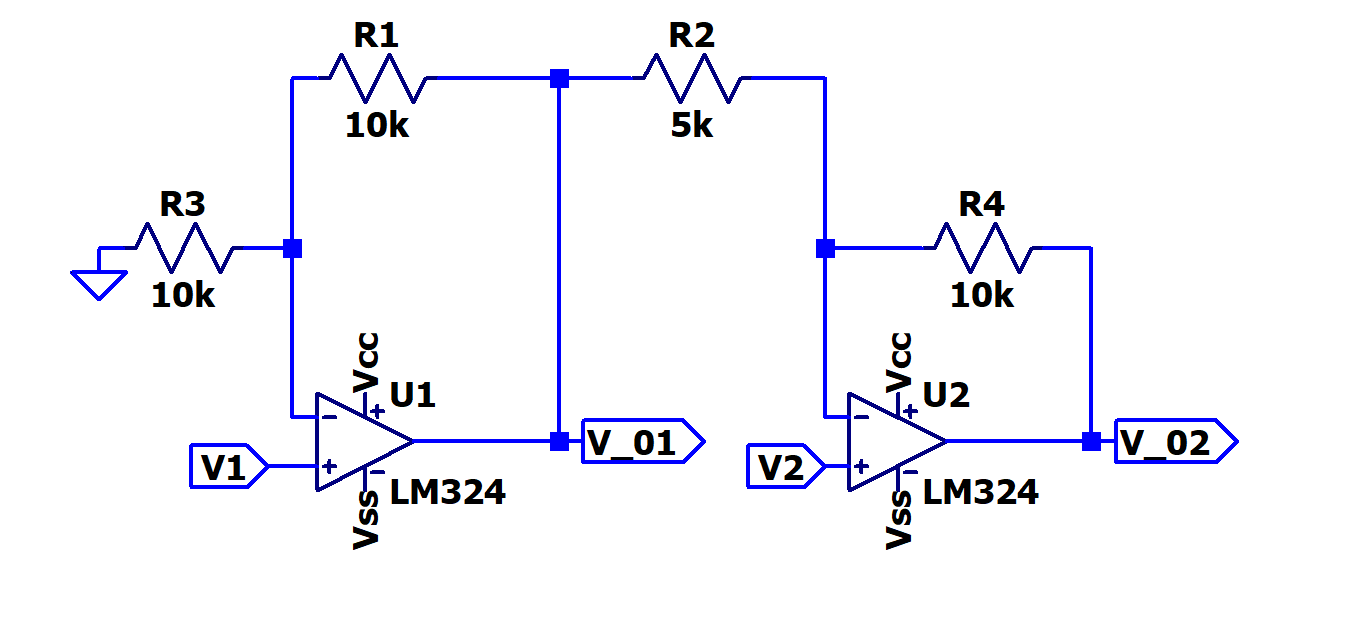 R1
R2
10k
5k
R3
R4
10k
10k
Vcc
Vcc
+
U1
+
U2
−
−
V_01
V_02
V1
+
V2
+
−
−
LM324
LM324
Vss
Vss